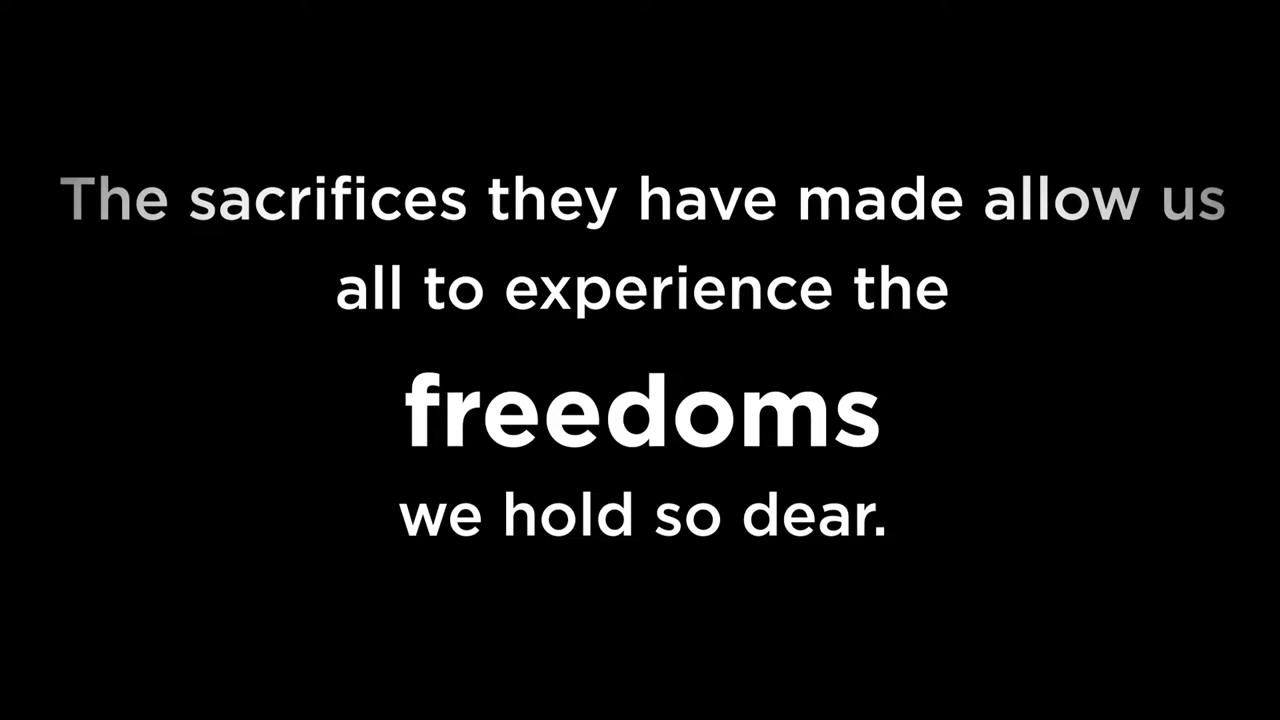 The sacrifices they have made allow us
all to experience the
freedoms
we hold so dear.